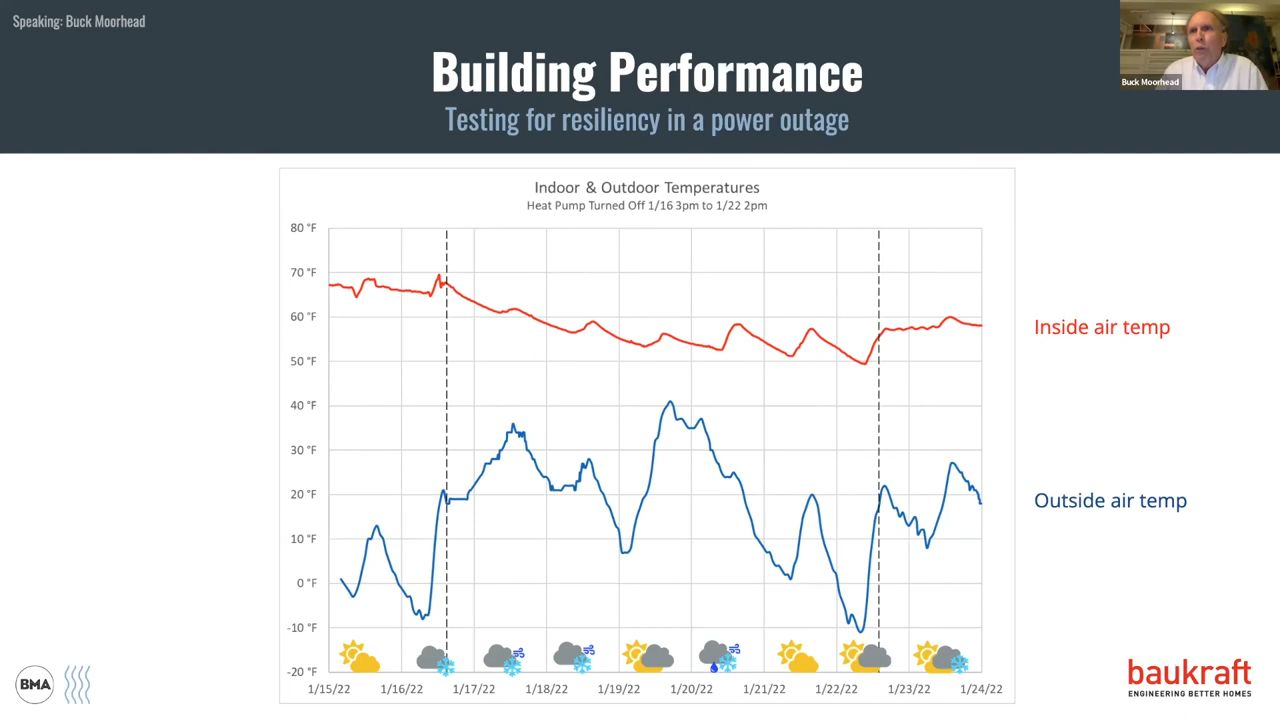 Speaking: Buck Moorhead
Buck Moorhead
Building Performance
Testing for resiliency in a power outage
Indoor & Outdoor Temperatures
Heat Pump Turned Off 1/16 3pm to 1/22 2pm
80 °F
70 °F
60 °F
50 °F
40 °F
30 °F
20 °F
10 °F
0 °F
-10 °F
-20 °F
1/15/22 1/16/22 1/17/22 1/18/22 1/19/22 1/20/22 1/21/22 1/22/22 1/23/22 1/24/22
Inside air temp
Outside air temp
BMA
baukraft
ENGINEERING BETTER HOMES